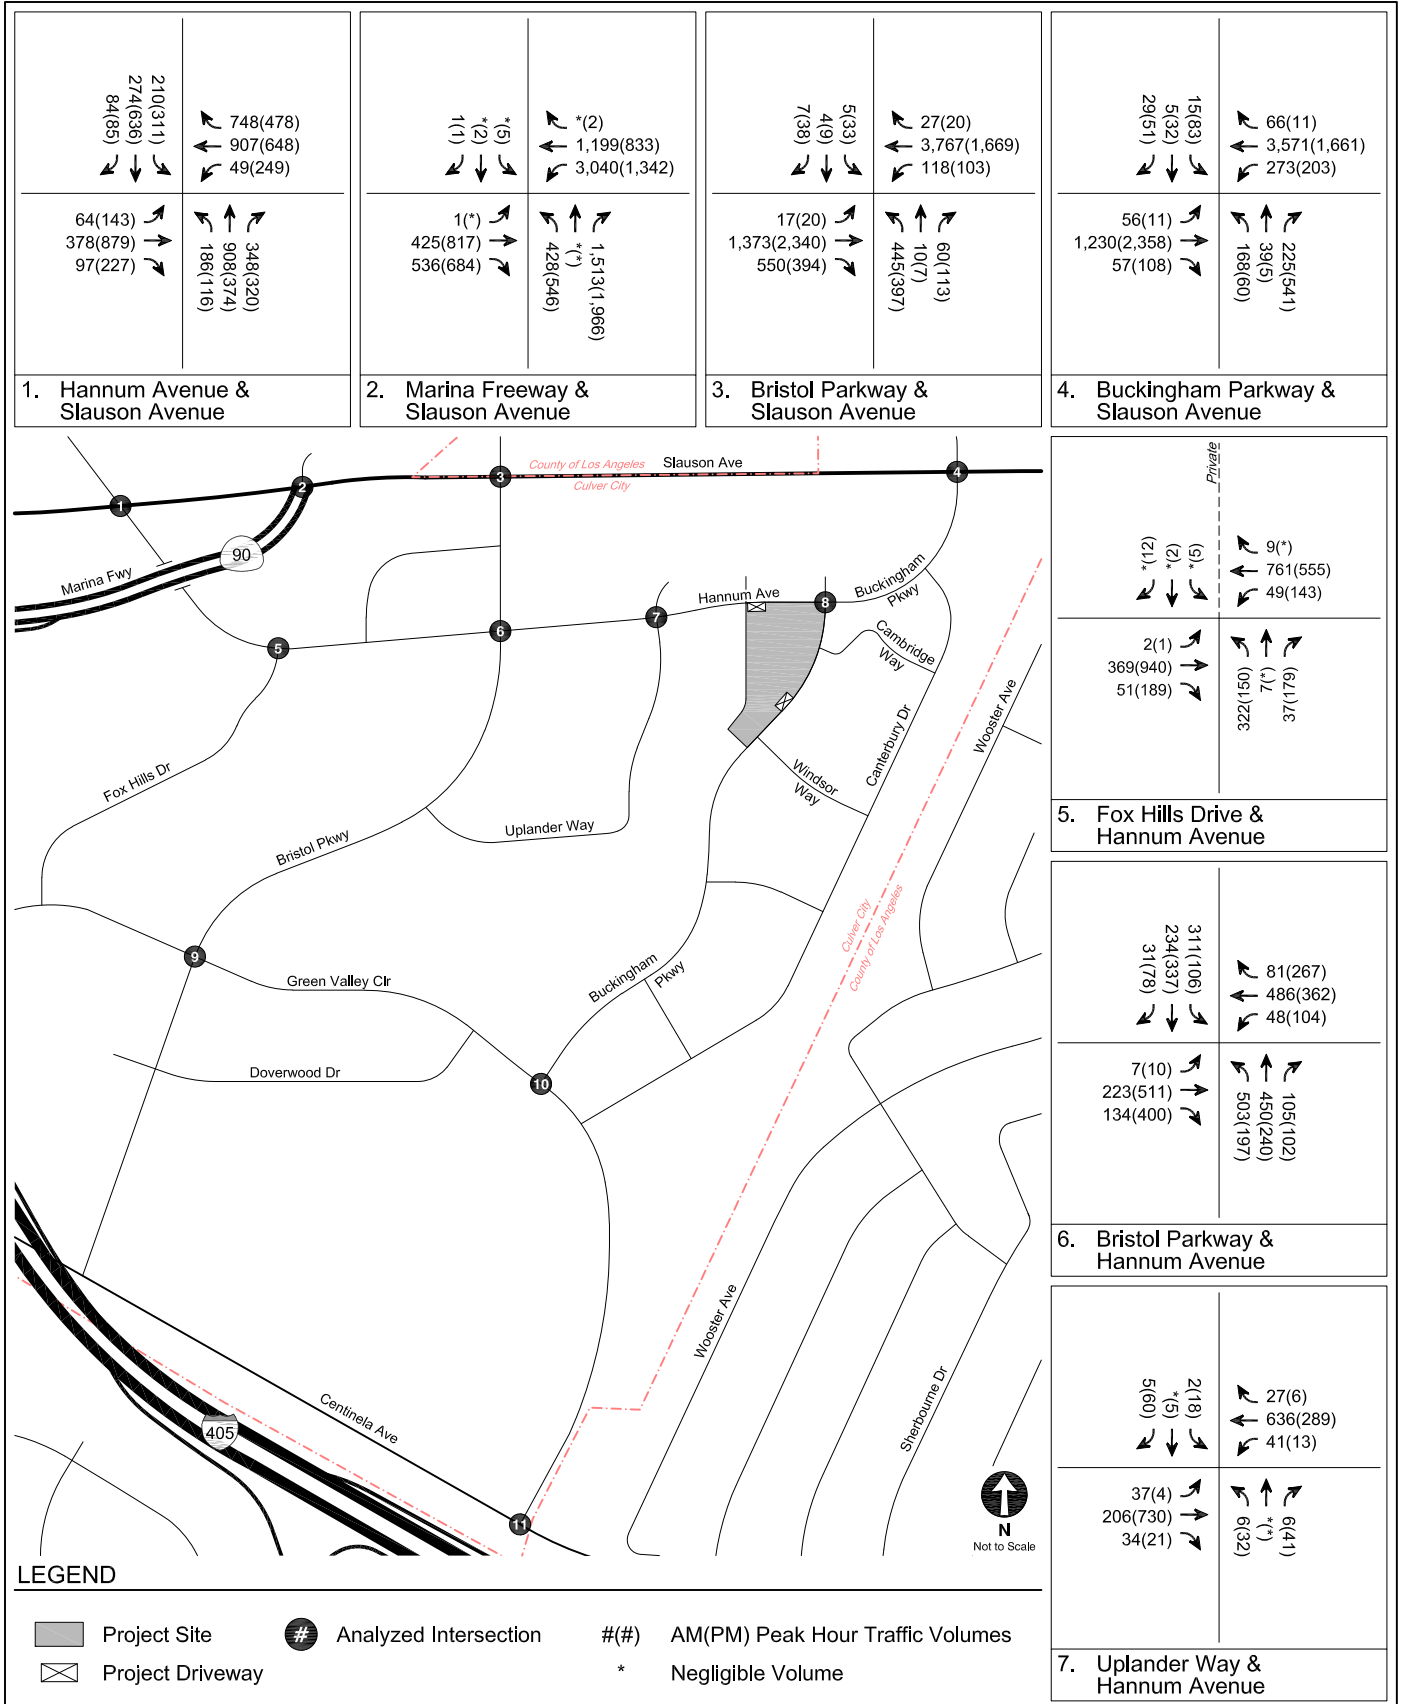 210(311)
274(636)
84(85)
748(478)
907(648)
49(249)
64(143)
378(879)
97(227)
186(116)
908(374)
348(320)
1. Hannum Avenue &
Slauson Avenue
*(5)
*(2)
1(1)
*(2)
1,199(833)
3,040(1,342)
1(*)
425(817)
536(684)
428(546)
*(*)
1,513(1,966)
2. Marina Freeway &
Slauson Avenue
5(33)
4(9)
7(38)
27(20)
3,767(1,669)
118(103)
17(20)
1,373(2,340)
550(394)
445(397)
10(7)
60(113)
3. Bristol Parkway &
Slauson Avenue
15(83)
5(32)
29(51)
66(11)
3,571(1,661)
273(203)
56(11)
1,230(2,358)
57(108)
168(60)
39(5)
225(541)
4. Buckingham Parkway &
Slauson Avenue
Private
*(5)
*(2)
*(12)
9(*)
761(555)
49(143)
2(1)
369(940)
51(189)
322(150)
7(*)
37(179)
5. Fox Hills Drive &
Hannum Avenue
311(106)
234(337)
31(78)
81(267)
486(362)
48(104)
7(10)
223(511)
134(400)
503(197)
450(240)
105(102)
6. Bristol Parkway &
Hannum Avenue
2(18)
*(5)
5(60)
27(6)
636(289)
41(13)
37(4)
206(730)
34(21)
6(32)
*(*)
6(41)
7. Uplander Way &
Hannum Avenue
County of Los Angeles
Slauson Ave
Culver City
1
2
3
4
90
Marina Fwy
Hannum Ave
Buckingham
Pkwy
5
6
7
8
Cambridge
Way
Wooster Ave
Canterbury Dr
Windsor
Way
Fox Hills Dr
Uplander Way
Bristol Pkwy
Culver City
County of Los Angeles
9
Green Valley Cir
Buckingham
Pkwy
Doverwood Dr
10
Wooster Ave
Sherbourne Dr
Centinela Ave
405
11
N
Not to Scale
LEGEND
Project Site
# Analyzed Intersection
#(#) AM(PM) Peak Hour Traffic Volumes
Project Driveway
* Negligible Volume